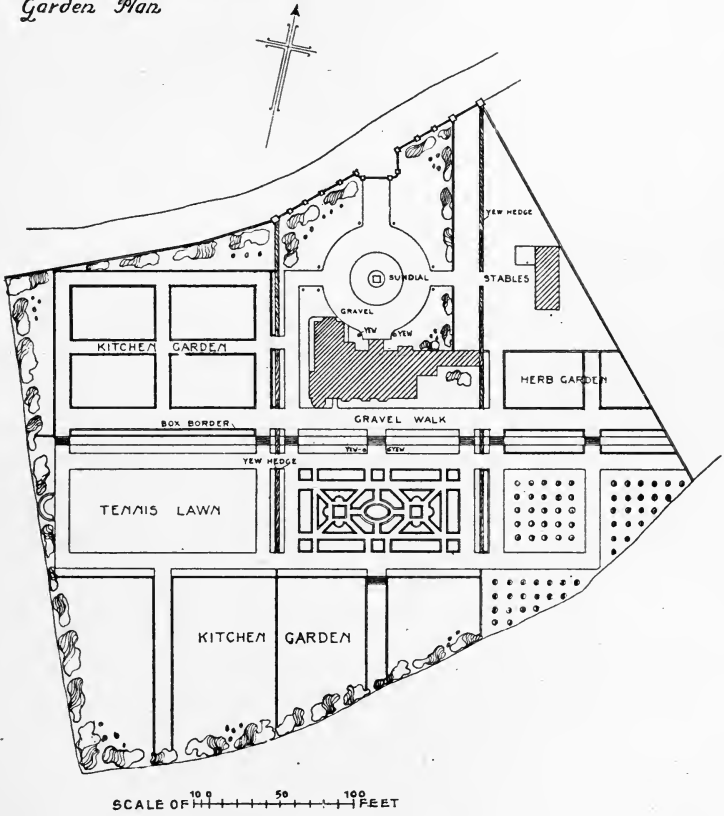 Garden Plan
YEW HEDGE
SUNDIAL
STABLES
GRAVEL
YEW YEW
KITCHEN GARDEN
HERB GARDEN
GRAVEL WALK
BOX BORDER
YEW YEW
YEW HEDGE
TENNIS LAWN
KITCHEN GARDEN
10 0 50 100
SCALE OF FEET